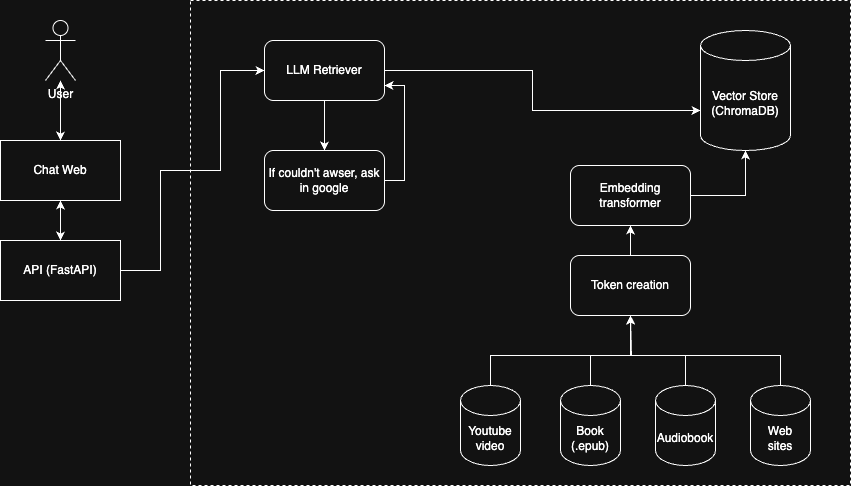 User
Chat Web
API (FastAPI)
LLM Retriever
If couldn't awser, ask
in google
Vector Store
(ChromaDB)
Embedding
transformer
Token creation
Youtube
video
Book
(.epub)
Audiobook
Web
sites